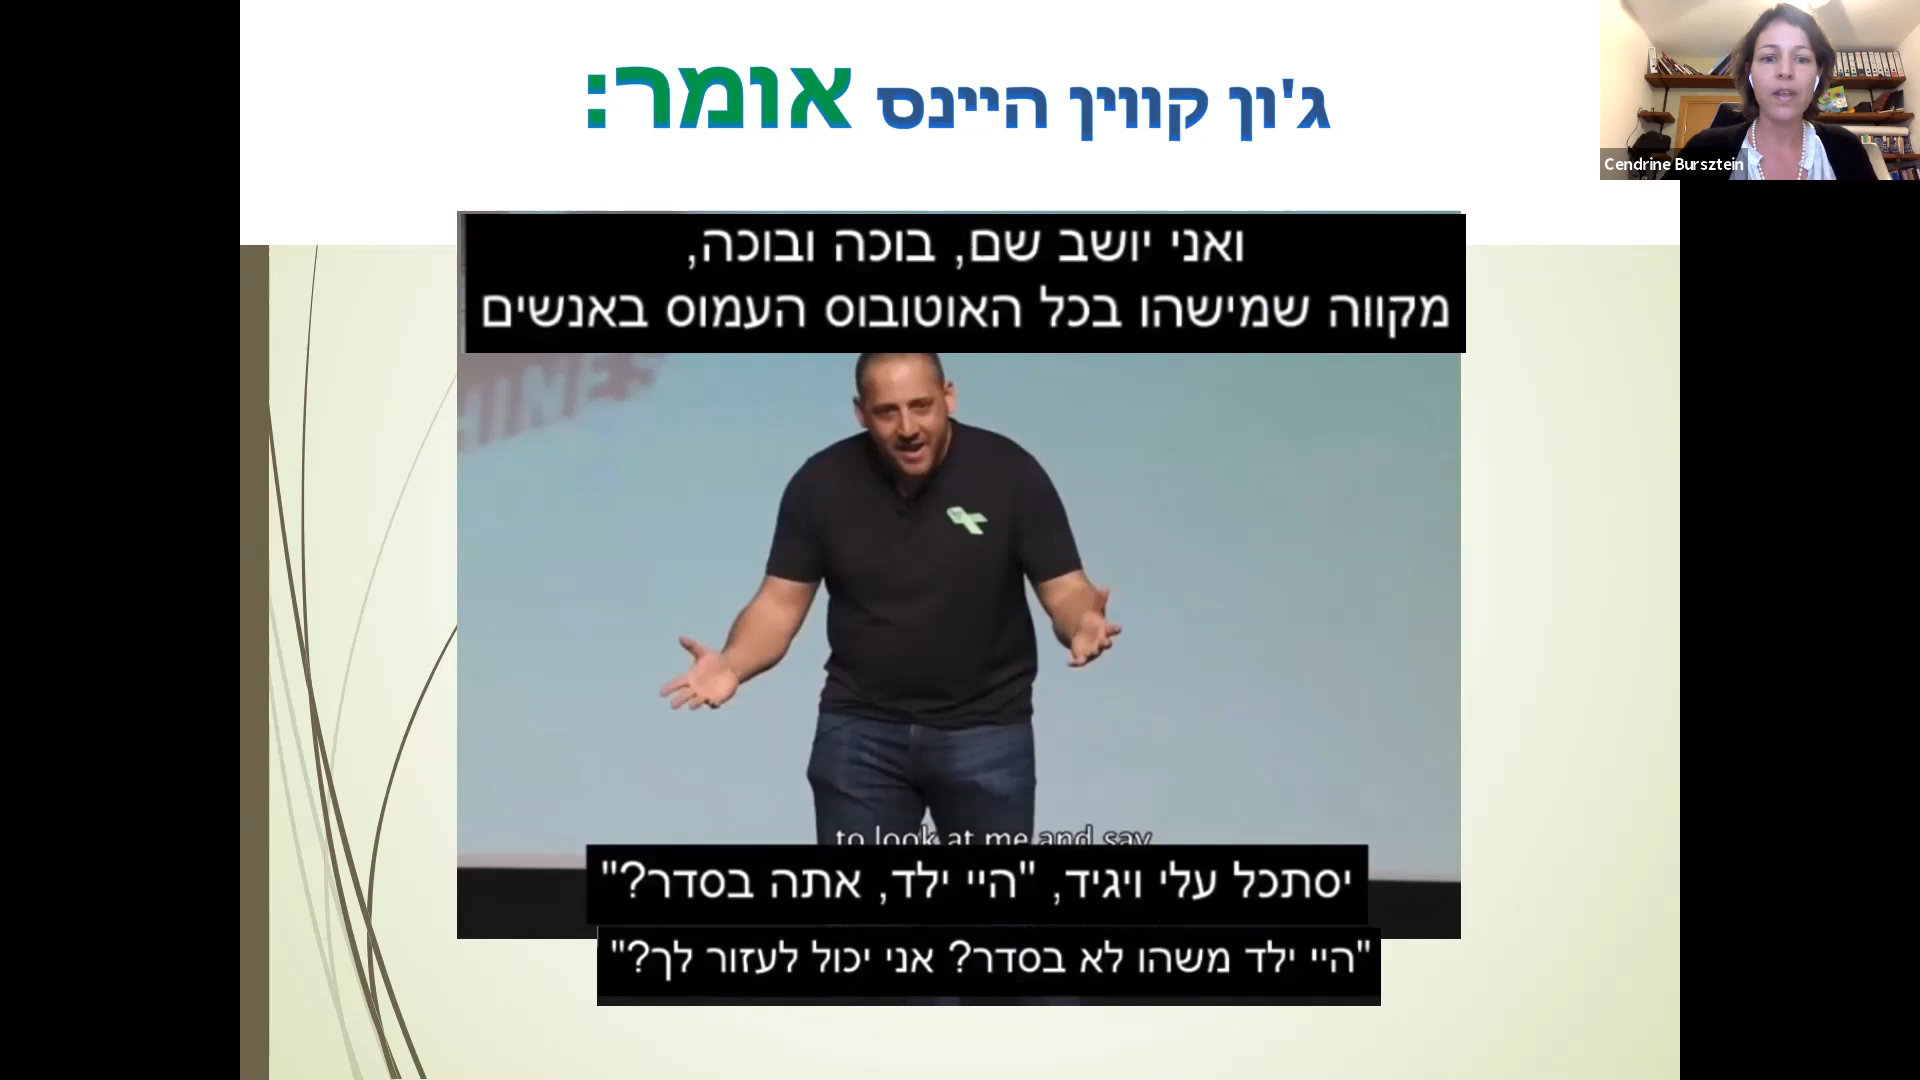 ג'ון קווין היינס אומר:
Cendrine Bursztein
ואני יושב שם, בוכה ובוכה,
מקווה שמישהו בכל האוטובוס העמוס באנשים
HINES
to look at me and say
יסתכל עלי ויגיד, "היי ילד, אתה בסדר?"
"היי ילד משהו לא בסדר? אני יכול לעזור לך?"